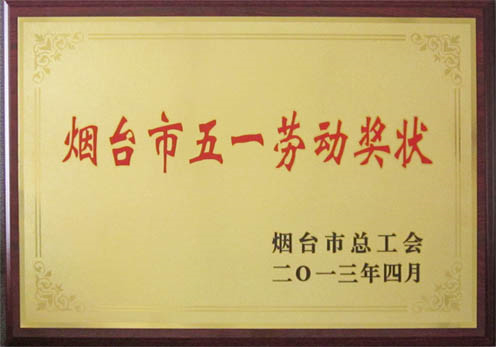 烟台市五一劳动奖状
烟台市总工会
二O一三年四月